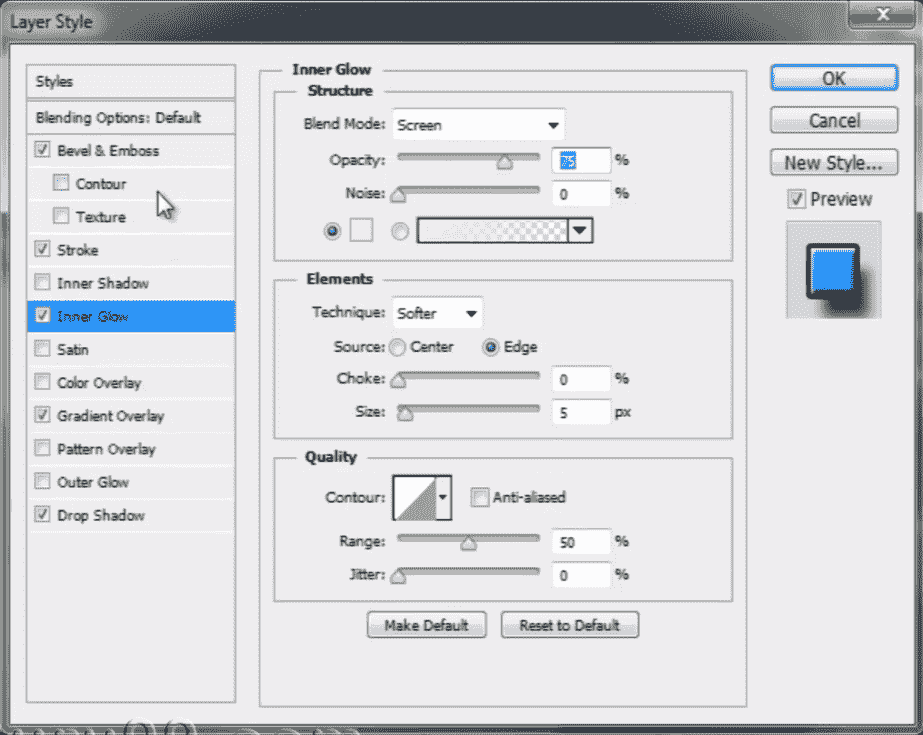 Layer Style
Styles
Blending Options: Default
Bevel & Emboss
Contour
Texture
Stroke
Inner Shadow
Inner Glow
Satin
Color Overlay
Gradient Overlay
Pattern Overlay
Outer Glow
Drop Shadow
Inner Glow
Structure
Blend Mode: Screen
Opacity: 75 %
Noise: 0 %
Elements
Technique: Softer
Source: Center Edge
Choke: 0 %
Size: 5 px
Quality
Contour: Anti-aliased
Range: 50 %
Jitter: 0 %
Make Default Reset to Default
OK
Cancel
New Style...
Preview